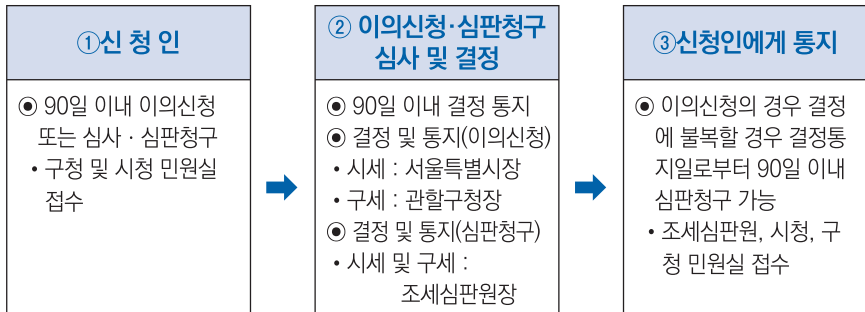 ①신 청 인
◉ 90일 이내 이의신청
또는 심사 · 심판청구
• 구청 및 시청 민원실
접수
② 이의신청·심판청구
심사 및 결정
◉ 90일 이내 결정 통지
◉ 결정 및 통지(이의신청)
• 시세 : 서울특별시장
• 구세 : 관할구청장
◉ 결정 및 통지(심판청구)
• 시세 및 구세 :
조세심판원장
③신청인에게 통지
◉ 이의신청의 경우 결정
에 불복할 경우 결정통
지일로부터 90일 이내
심판청구 가능
• 조세심판원, 시청, 구
청 민원실 접수